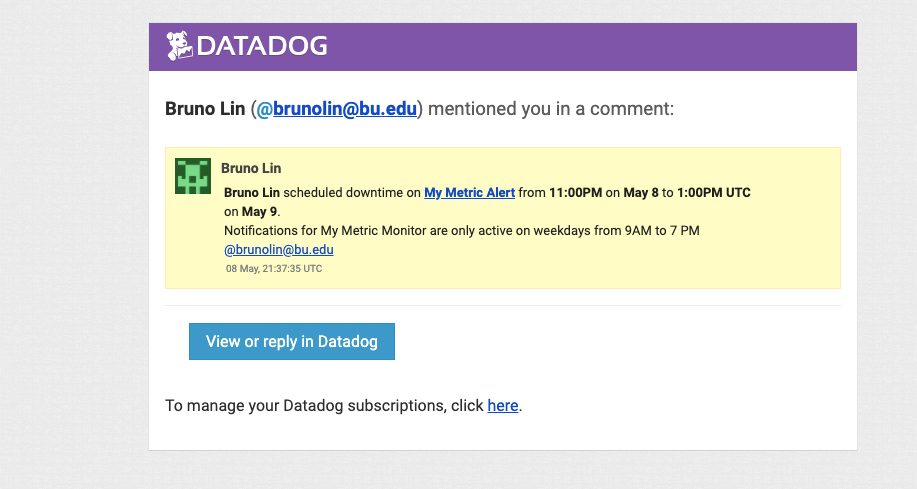 DATADOG
Bruno Lin (@brunolin@bu.edu) mentioned you in a comment:
Bruno Lin
Bruno Lin scheduled downtime on My Metric Alert from 11:00PM on May 8 to 1:00PM UTC
on May 9.
Notifications for My Metric Monitor are only active on weekdays from 9AM to 7 PM
@brunolin@bu.edu
08 May, 21:37:35 UTC
View or reply in Datadog
To manage your Datadog subscriptions, click here.